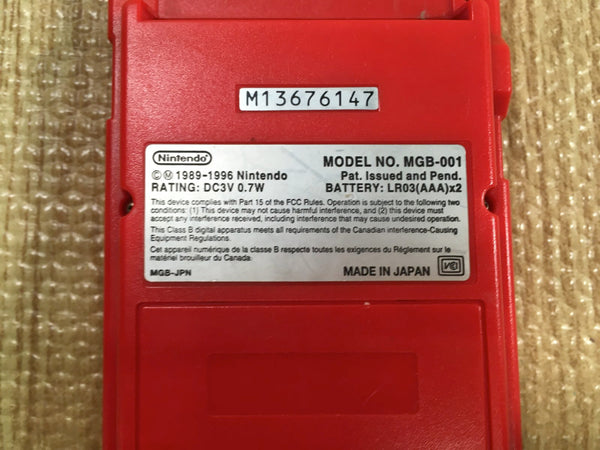 M13676147
Nintendo
©Ⓜ 1989-1996 Nintendo
RATING: DC3V 0.7W
MODEL NO. MGB-001
Pat. Issued and Pend.
BATTERY: LR03(AAA)x2
This device complies with Part 15 of the FCC Rules. Operation is subject to the following two
conditions: (1) This device may not cause harmful interference, and (2) this device must
accept any interference received, including interference that may cause undesired operation.
This Class B digital apparatus meets all requirements of the Canadian Interference-Causing
Equipment Regulations.
Cet appareil numérique de la classe B respecte toutes les exigences du Règlement sur le
matériel brouilleur du Canada.
MGB-JPN
MADE IN JAPAN